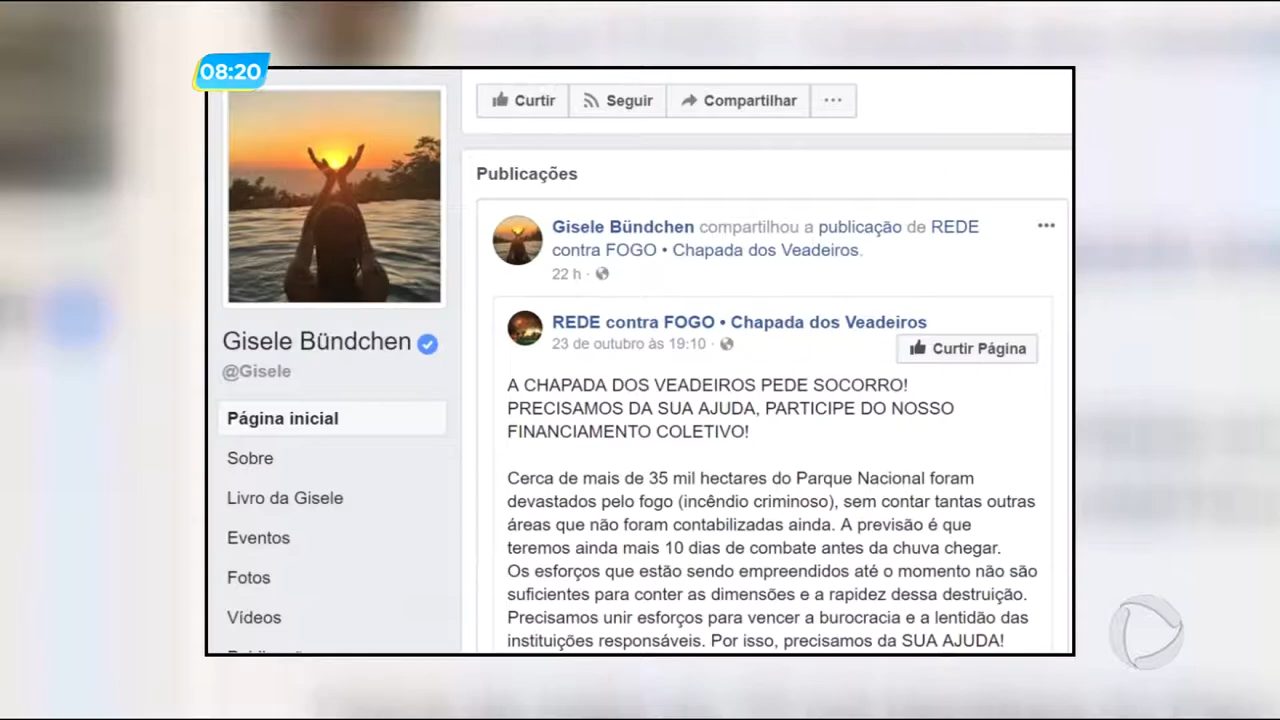 08:20
Curtir
Seguir
Compartilhar
...
Publicações
Gisele Bündchen compartilhou a publicação de REDE
contra FOGO • Chapada dos Veadeiros.
22 h ·
REDE contra FOGO • Chapada dos Veadeiros
23 de outubro às 19:10 ·
Curtir Página
A CHAPADA DOS VEADEIROS PEDE SOCORRO!
PRECISAMOS DA SUA AJUDA, PARTICIPE DO NOSSO
FINANCIAMENTO COLETIVO!
Cerca de mais de 35 mil hectares do Parque Nacional foram
devastados pelo fogo (incêndio criminoso), sem contar tantas outras
áreas que não foram contabilizadas ainda. A previsão é que
teremos ainda mais 10 dias de combate antes da chuva chegar.
Os esforços que estão sendo empreendidos até o momento não são
suficientes para conter as dimensões e a rapidez dessa destruição.
Precisamos unir esforços para vencer a burocracia e a lentidão das
instituições responsáveis. Por isso, precisamos da SUA AJUDA!
Gisele Bündchen
@Gisele
Página inicial
Sobre
Livro da Gisele
Eventos
Fotos
Vídeos